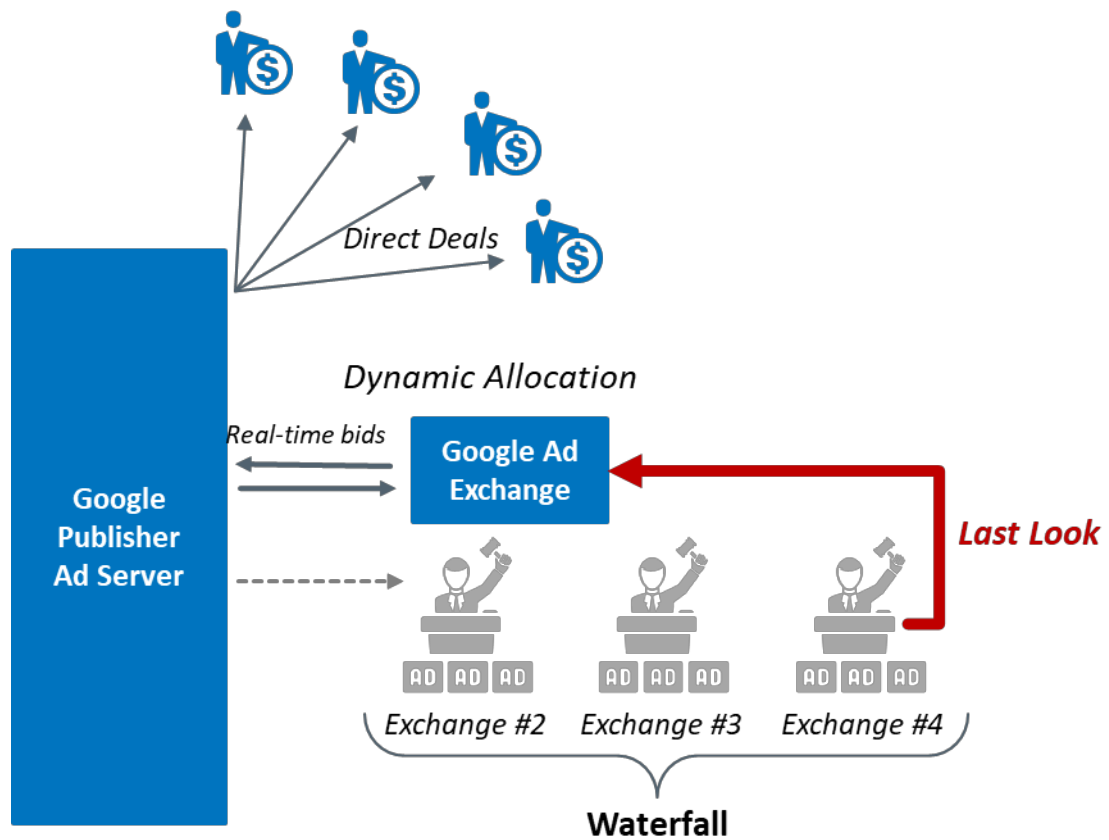 $
$
$
$
Direct Deals
Dynamic Allocation
Real-time bids
Google Ad
Exchange
Google
Publisher
Ad Server
Last Look
AD AD AD
AD AD AD
AD AD AD
Exchange #2
Exchange #3
Exchange #4
Waterfall